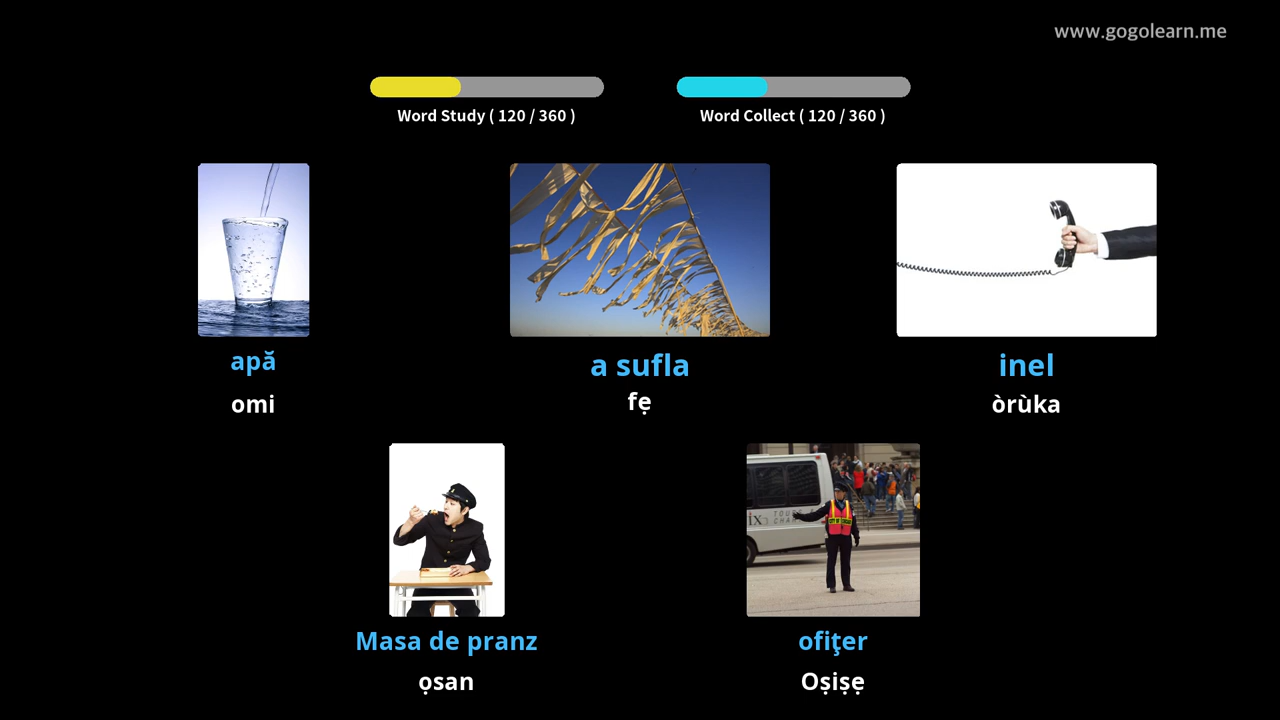 www.gogolearn.me
Word Study ( 120 / 360 )
Word Collect ( 120 / 360 )
apă
a sufla
inel
omi
fẹ
òrùka
Masa de pranz
ofiţer
ọsan
Oṣiṣẹ